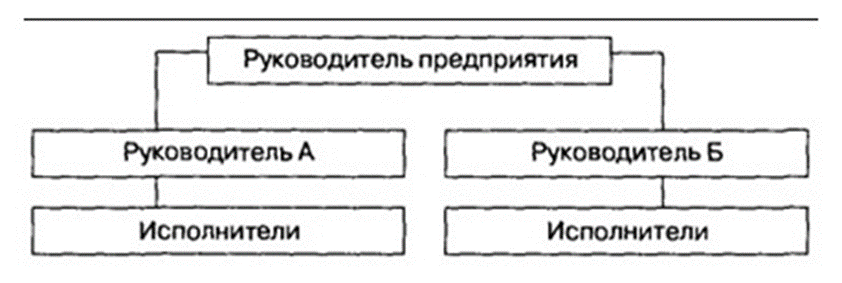 Руководитель предприятия
Руководитель А
Руководитель Б
Исполнители
Исполнители